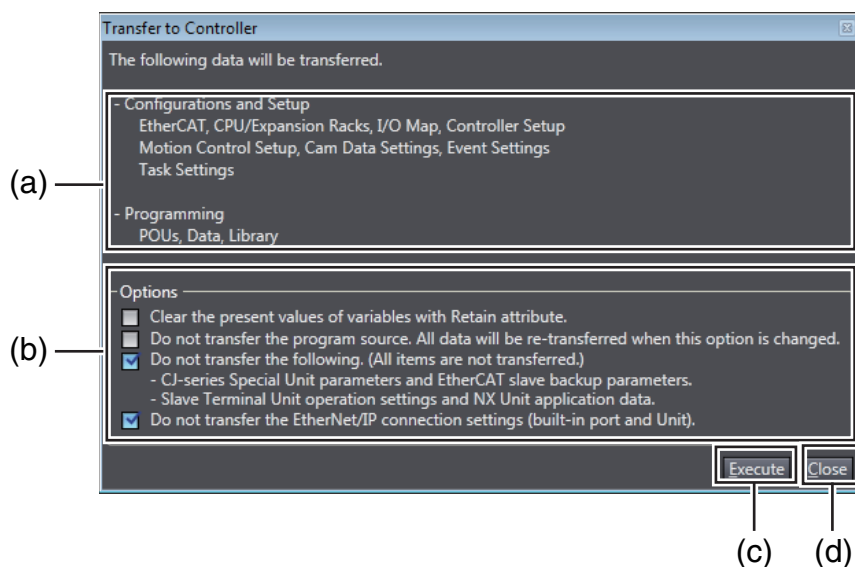 Transfer to Controller
The following data will be transferred.
- Configurations and Setup
EtherCAT, CPU/Expansion Racks, I/O Map, Controller Setup
Motion Control Setup, Cam Data Settings, Event Settings
Task Settings
(a)
- Programming
POUs, Data, Library
Options
Clear the present values of variables with Retain attribute.
Do not transfer the program source. All data will be re-transferred when this option is changed.
(b)
Do not transfer the following. (All items are not transferred.)
- CJ-series Special Unit parameters and EtherCAT slave backup parameters.
- Slave Terminal Unit operation settings and NX Unit application data.
Do not transfer the EtherNet/IP connection settings (built-in port and Unit).
Execute Close
(c) (d)